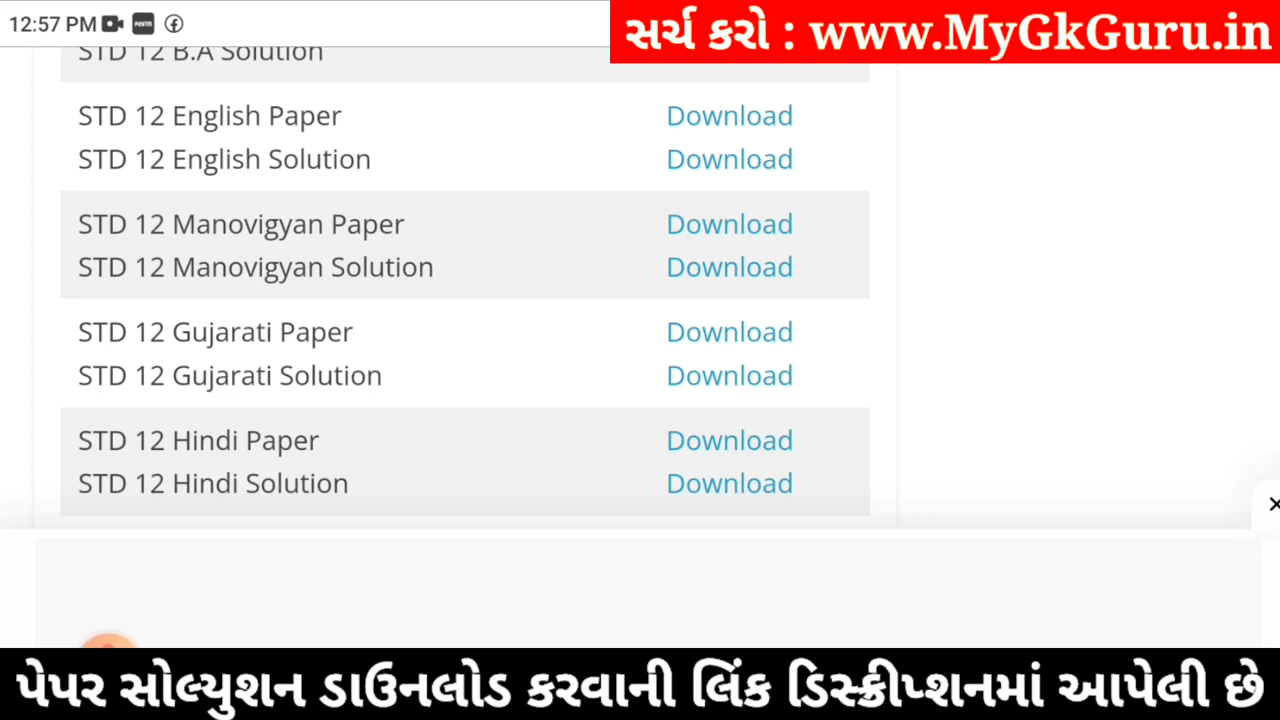 12:57 PM
સર્ચ કરો : www.MyGkGuru.in
STD 12 B.A Solution
STD 12 English Paper Download
STD 12 English Solution Download
STD 12 Manovigyan Paper Download
STD 12 Manovigyan Solution Download
STD 12 Gujarati Paper Download
STD 12 Gujarati Solution Download
STD 12 Hindi Paper Download
STD 12 Hindi Solution Download
પેપર સોલ્યુશન ડાઉનલોડ કરવાની લિંક ડિસ્ક્રીપ્શનમાં આપેલી છે